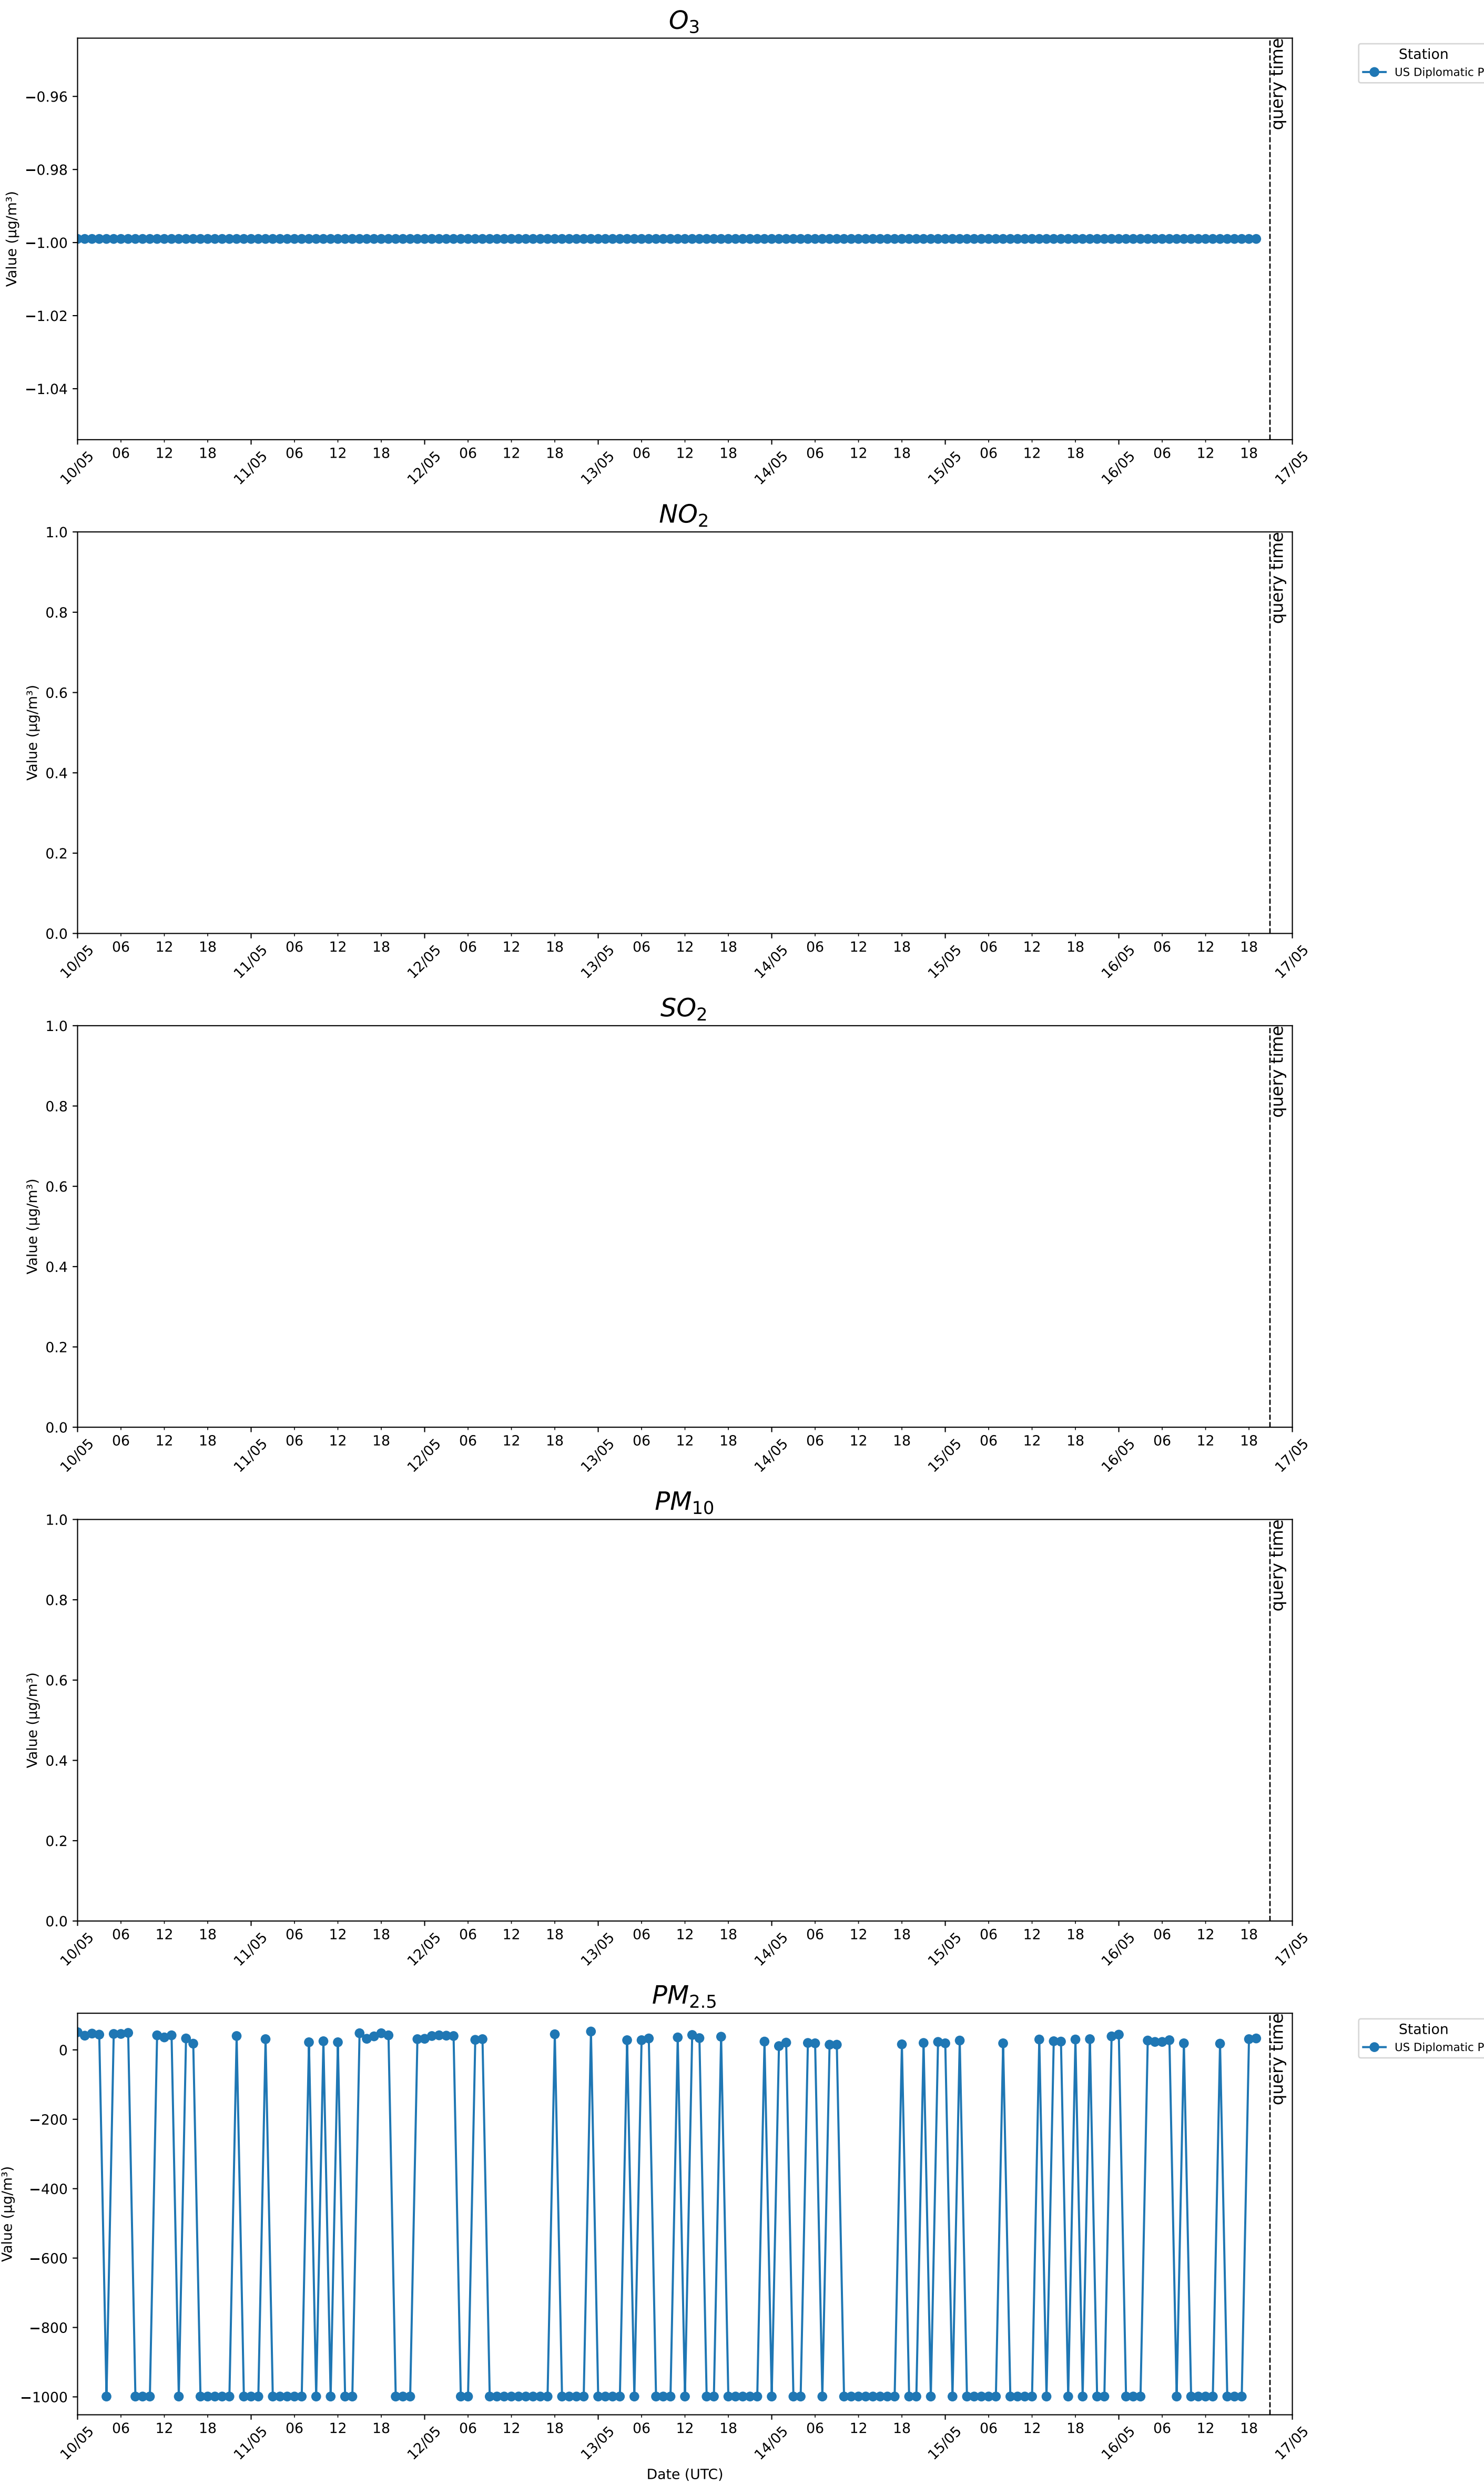 O₃
Station
US Diplomatic P
query time
Value (µg/m³)
−0.96
−0.98
−1.00
−1.02
−1.04
10/05 06 12 18 11/05 06 12 18 12/05 06 12 18 13/05 06 12 18 14/05 06 12 18 15/05 06 12 18 16/05 06 12 18 17/05
NO₂
query time
Value (µg/m³)
1.0
0.8
0.6
0.4
0.2
0.0
10/05 06 12 18 11/05 06 12 18 12/05 06 12 18 13/05 06 12 18 14/05 06 12 18 15/05 06 12 18 16/05 06 12 18 17/05
SO₂
query time
Value (µg/m³)
1.0
0.8
0.6
0.4
0.2
0.0
10/05 06 12 18 11/05 06 12 18 12/05 06 12 18 13/05 06 12 18 14/05 06 12 18 15/05 06 12 18 16/05 06 12 18 17/05
PM₁₀
query time
Value (µg/m³)
1.0
0.8
0.6
0.4
0.2
0.0
10/05 06 12 18 11/05 06 12 18 12/05 06 12 18 13/05 06 12 18 14/05 06 12 18 15/05 06 12 18 16/05 06 12 18 17/05
PM₂.₅
Station
US Diplomatic P
query time
Value (µg/m³)
0
−200
−400
−600
−800
−1000
10/05 06 12 18 11/05 06 12 18 12/05 06 12 18 13/05 06 12 18 14/05 06 12 18 15/05 06 12 18 16/05 06 12 18 17/05
Date (UTC)